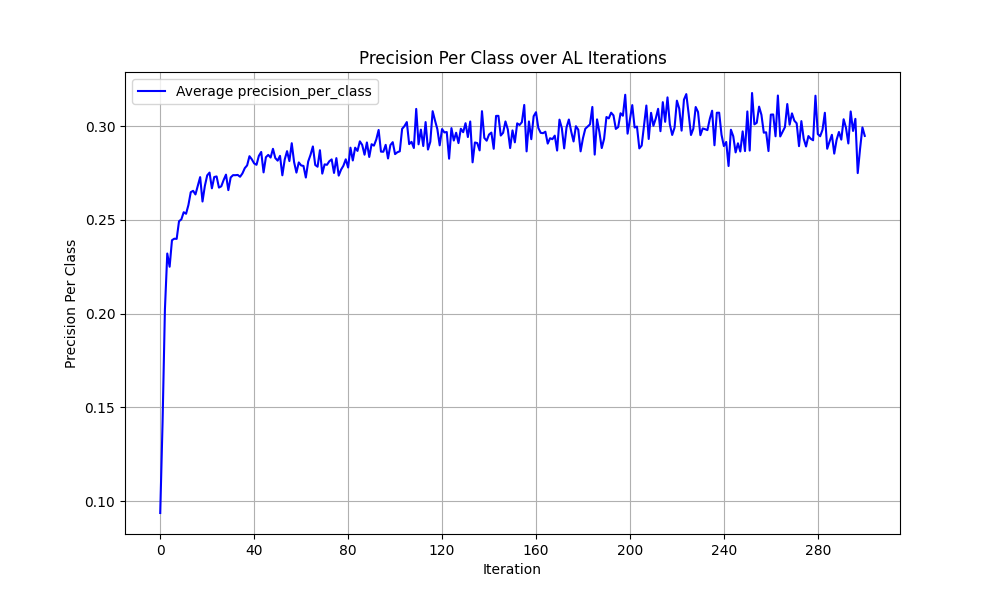 Precision Per Class over AL Iterations
Average precision_per_class
Precision Per Class
0.30
0.25
0.20
0.15
0.10
0 40 80 120 160 200 240 280
Iteration